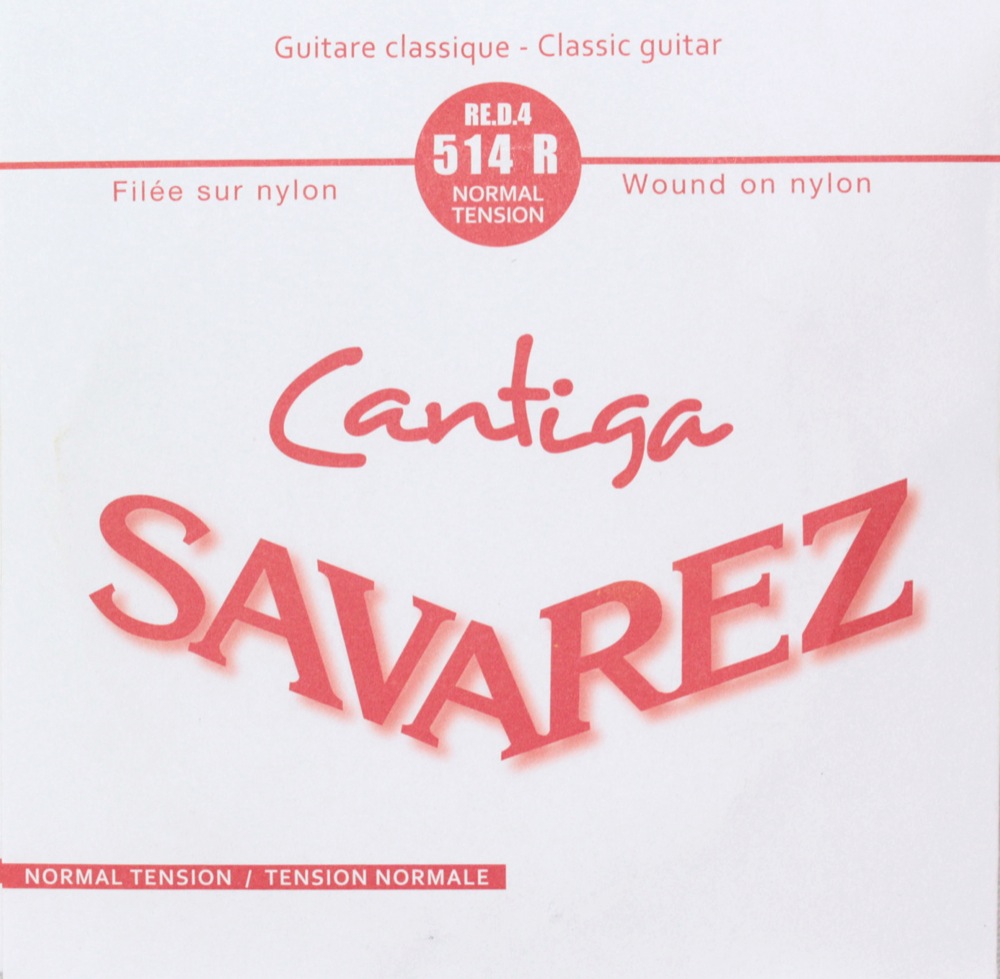 Guitare classique - Classic guitar
RE.D.4
514 R
NORMAL
TENSION
Filée sur nylon
Wound on nylon
Cantiga
SAVAREZ
NORMAL TENSION / TENSION NORMALE